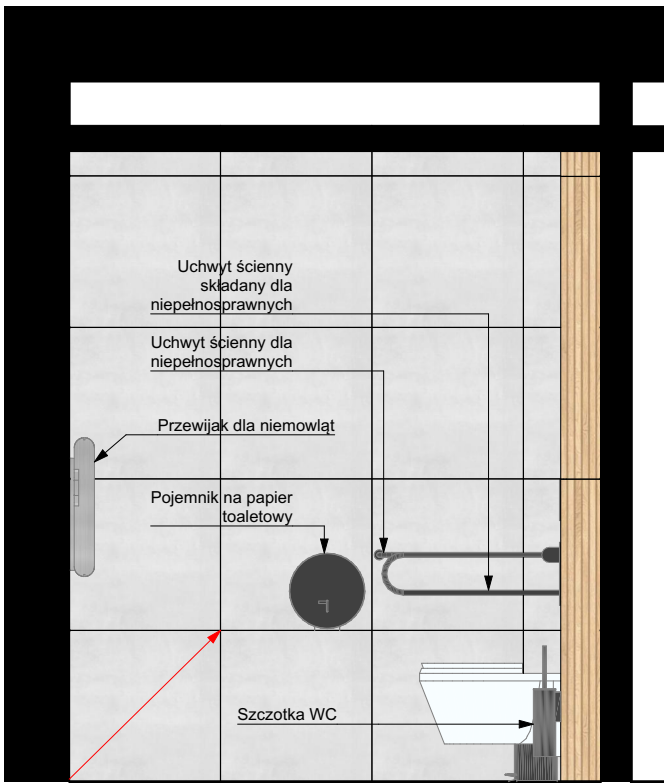 Uchwyt ścienny
składany dla
niepełnosprawnych
Uchwyt ścienny dla
niepełnosprawnych
Przewijak dla niemowląt
Pojemnik na papier
toaletowy
Szczotka WC